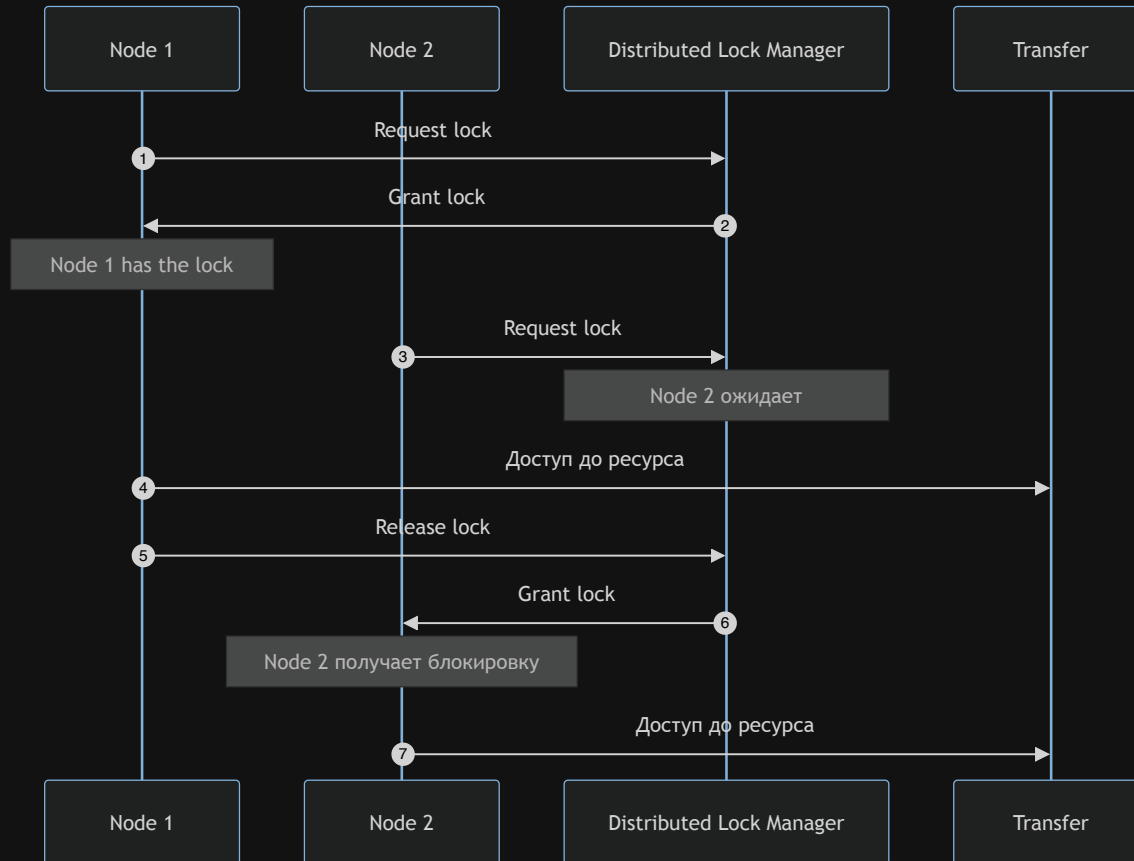 Node 1
Node 2
Distributed Lock Manager
Transfer
Request lock
1
Grant lock
2
Node 1 has the lock
Request lock
3
Node 2 ожидает
Доступ до ресурса
4
Release lock
5
Grant lock
6
Node 2 получает блокировку
Доступ до ресурса
7
Node 1
Node 2
Distributed Lock Manager
Transfer